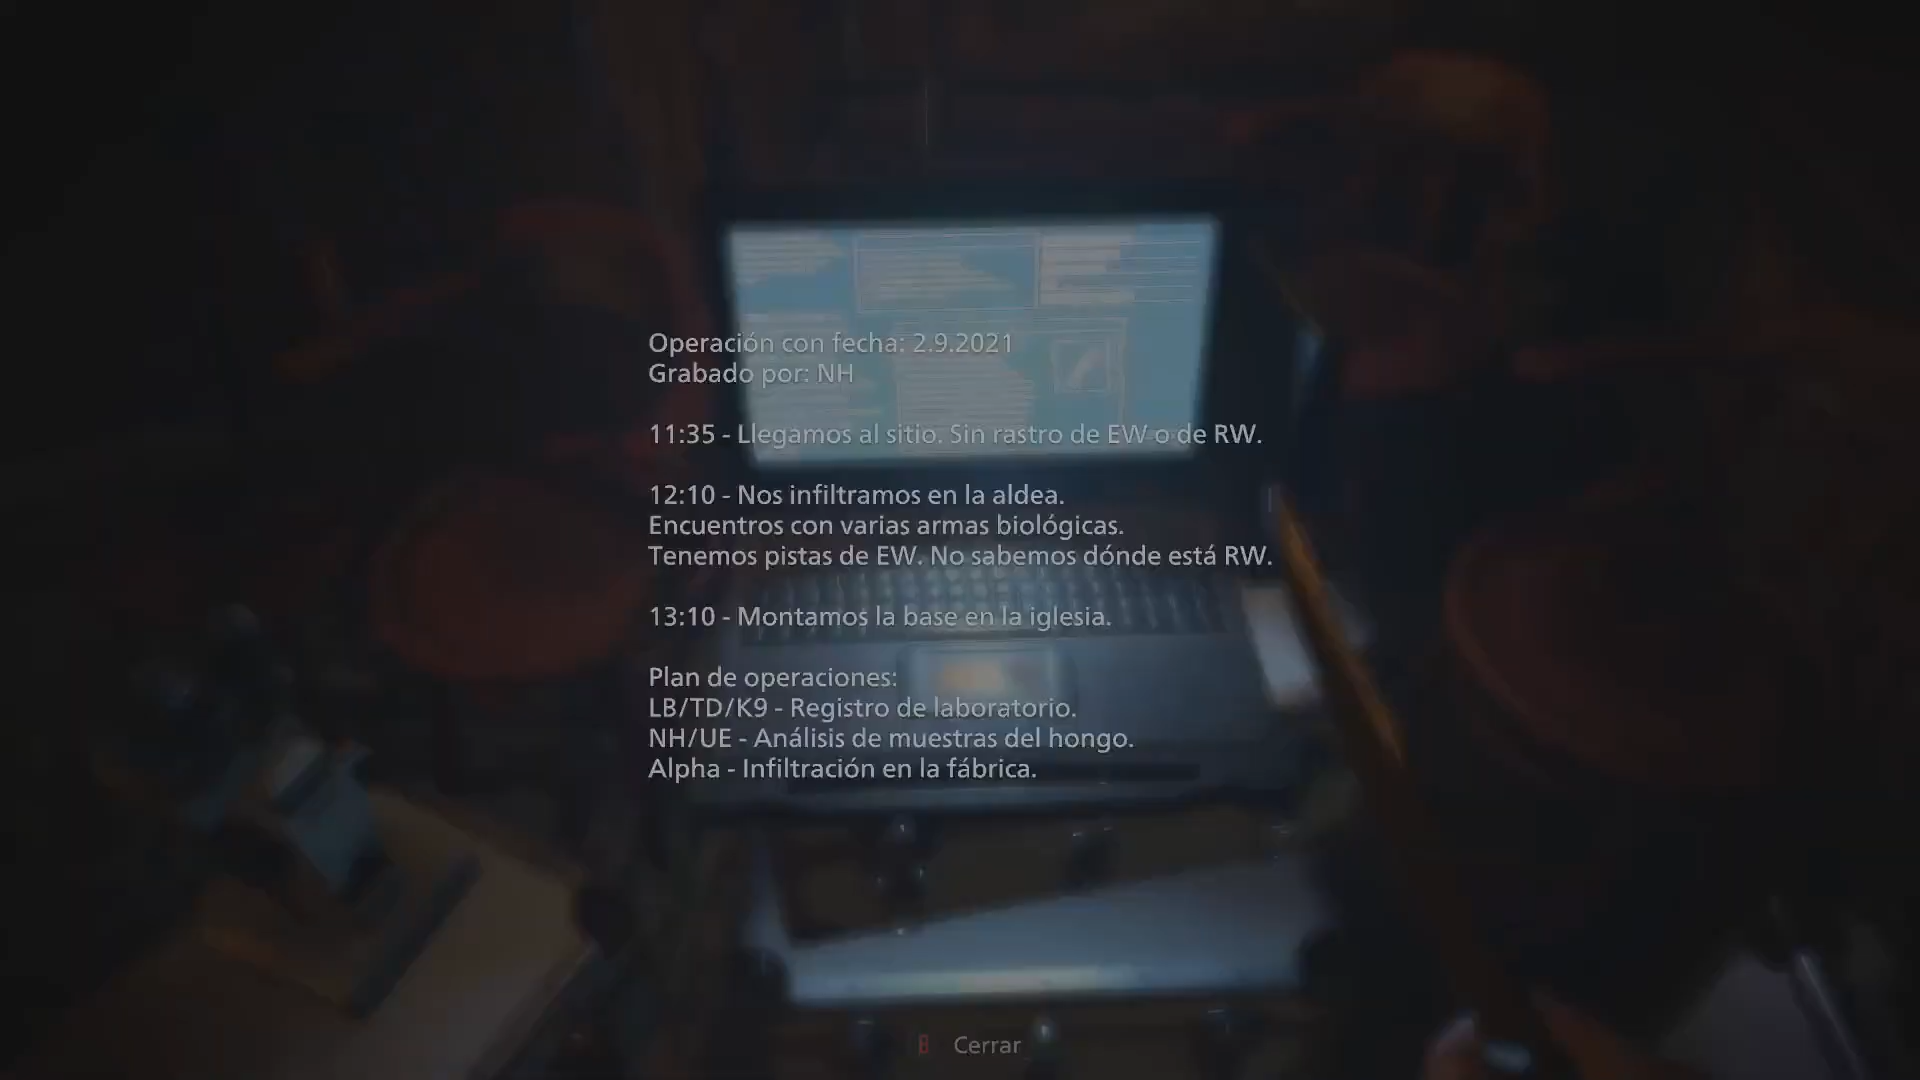 Operación con fecha: 2.9.2021
Grabado por: NH
11:35 - Llegamos al sitio. Sin rastro de EW o de RW.
12:10 - Nos infiltramos en la aldea.
Encuentros con varias armas biológicas.
Tenemos pistas de EW. No sabemos dónde está RW.
13:10 - Montamos la base en la iglesia.
Plan de operaciones:
LB/TD/K9 - Registro de laboratorio.
NH/UE - Análisis de muestras del hongo.
Alpha - Infiltración en la fábrica.
Cerrar